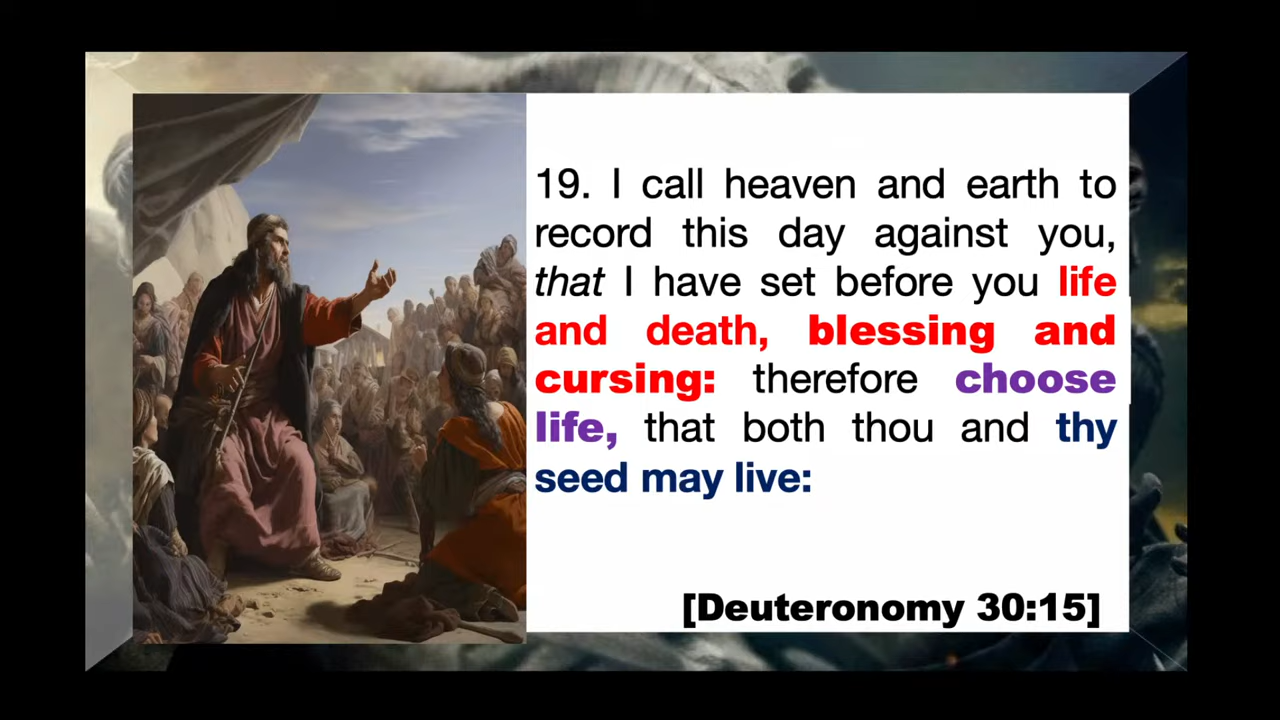 19. I call heaven and earth to
record this day against you,
that I have set before you life
and death, blessing and
cursing: therefore choose
life, that both thou and thy
seed may live:
[Deuteronomy 30:15]